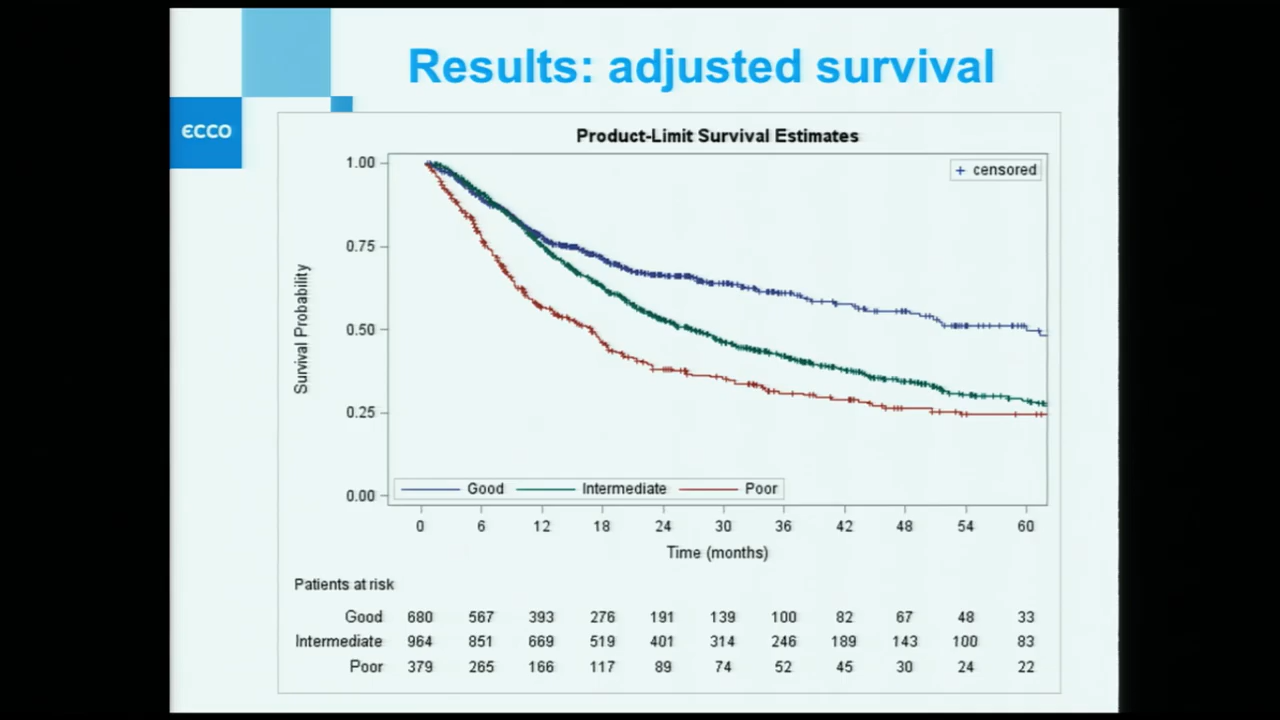 Results: adjusted survival
ECCO
Product-Limit Survival Estimates
+ censored
Survival Probability
1.00
0.75
0.50
0.25
0.00
Good Intermediate Poor
0 6 12 18 24 30 36 42 48 54 60
Time (months)
Patients at risk
Good 680 567 393 276 191 139 100 82 67 48 33
Intermediate 964 851 669 519 401 314 246 189 143 100 83
Poor 379 265 166 117 89 74 52 45 30 24 22